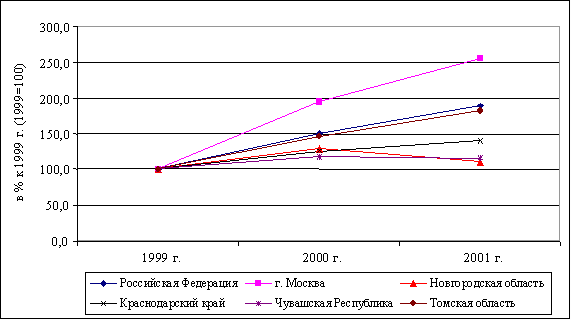 в % к 1999 г. (1999=100)
300,0
250,0
200,0
150,0
100,0
50,0
0,0
1999 г. 2000 г. 2001 г.
Российская Федерация г. Москва Новгородская область
Краснодарский край Чувашская Республика Томская область